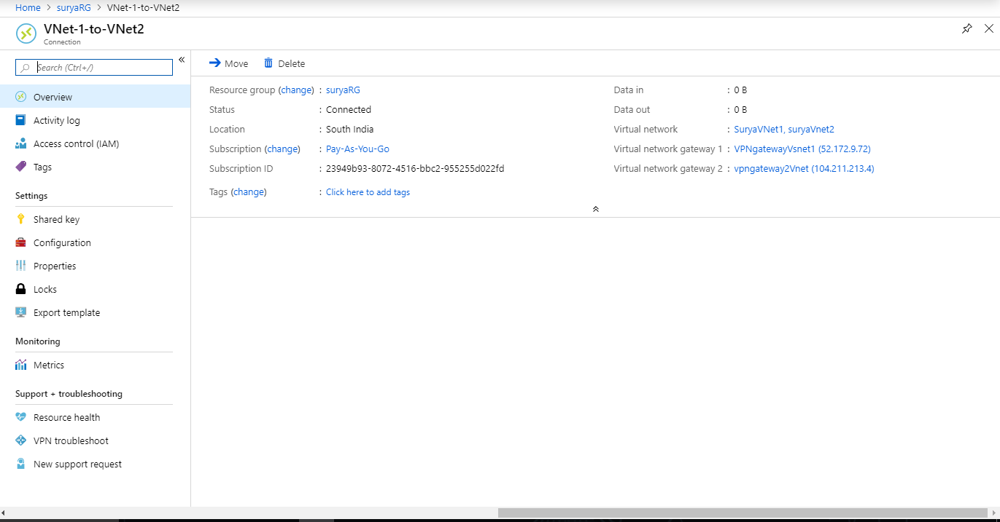 Home > suryaRG > VNet-1-to-VNet2
VNet-1-to-VNet2
Connection
Search (Ctrl+/)
Overview
Activity log
Access control (IAM)
Tags
Settings
Shared key
Configuration
Properties
Locks
Export template
Monitoring
Metrics
Support + troubleshooting
Resource health
VPN troubleshoot
New support request
Move Delete
Resource group (change) : suryaRG
Status : Connected
Location : South India
Subscription (change) : Pay-As-You-Go
Subscription ID : 23949b93-8072-4516-bbc2-955255d022fd
Tags (change) : Click here to add tags
Data in : 0 B
Data out : 0 B
Virtual network : SuryaVNet1, suryaVnet2
Virtual network gateway 1 : VPNgatewayVsnet1 (52.172.9.72)
Virtual network gateway 2 : vpngateway2Vnet (104.211.213.4)